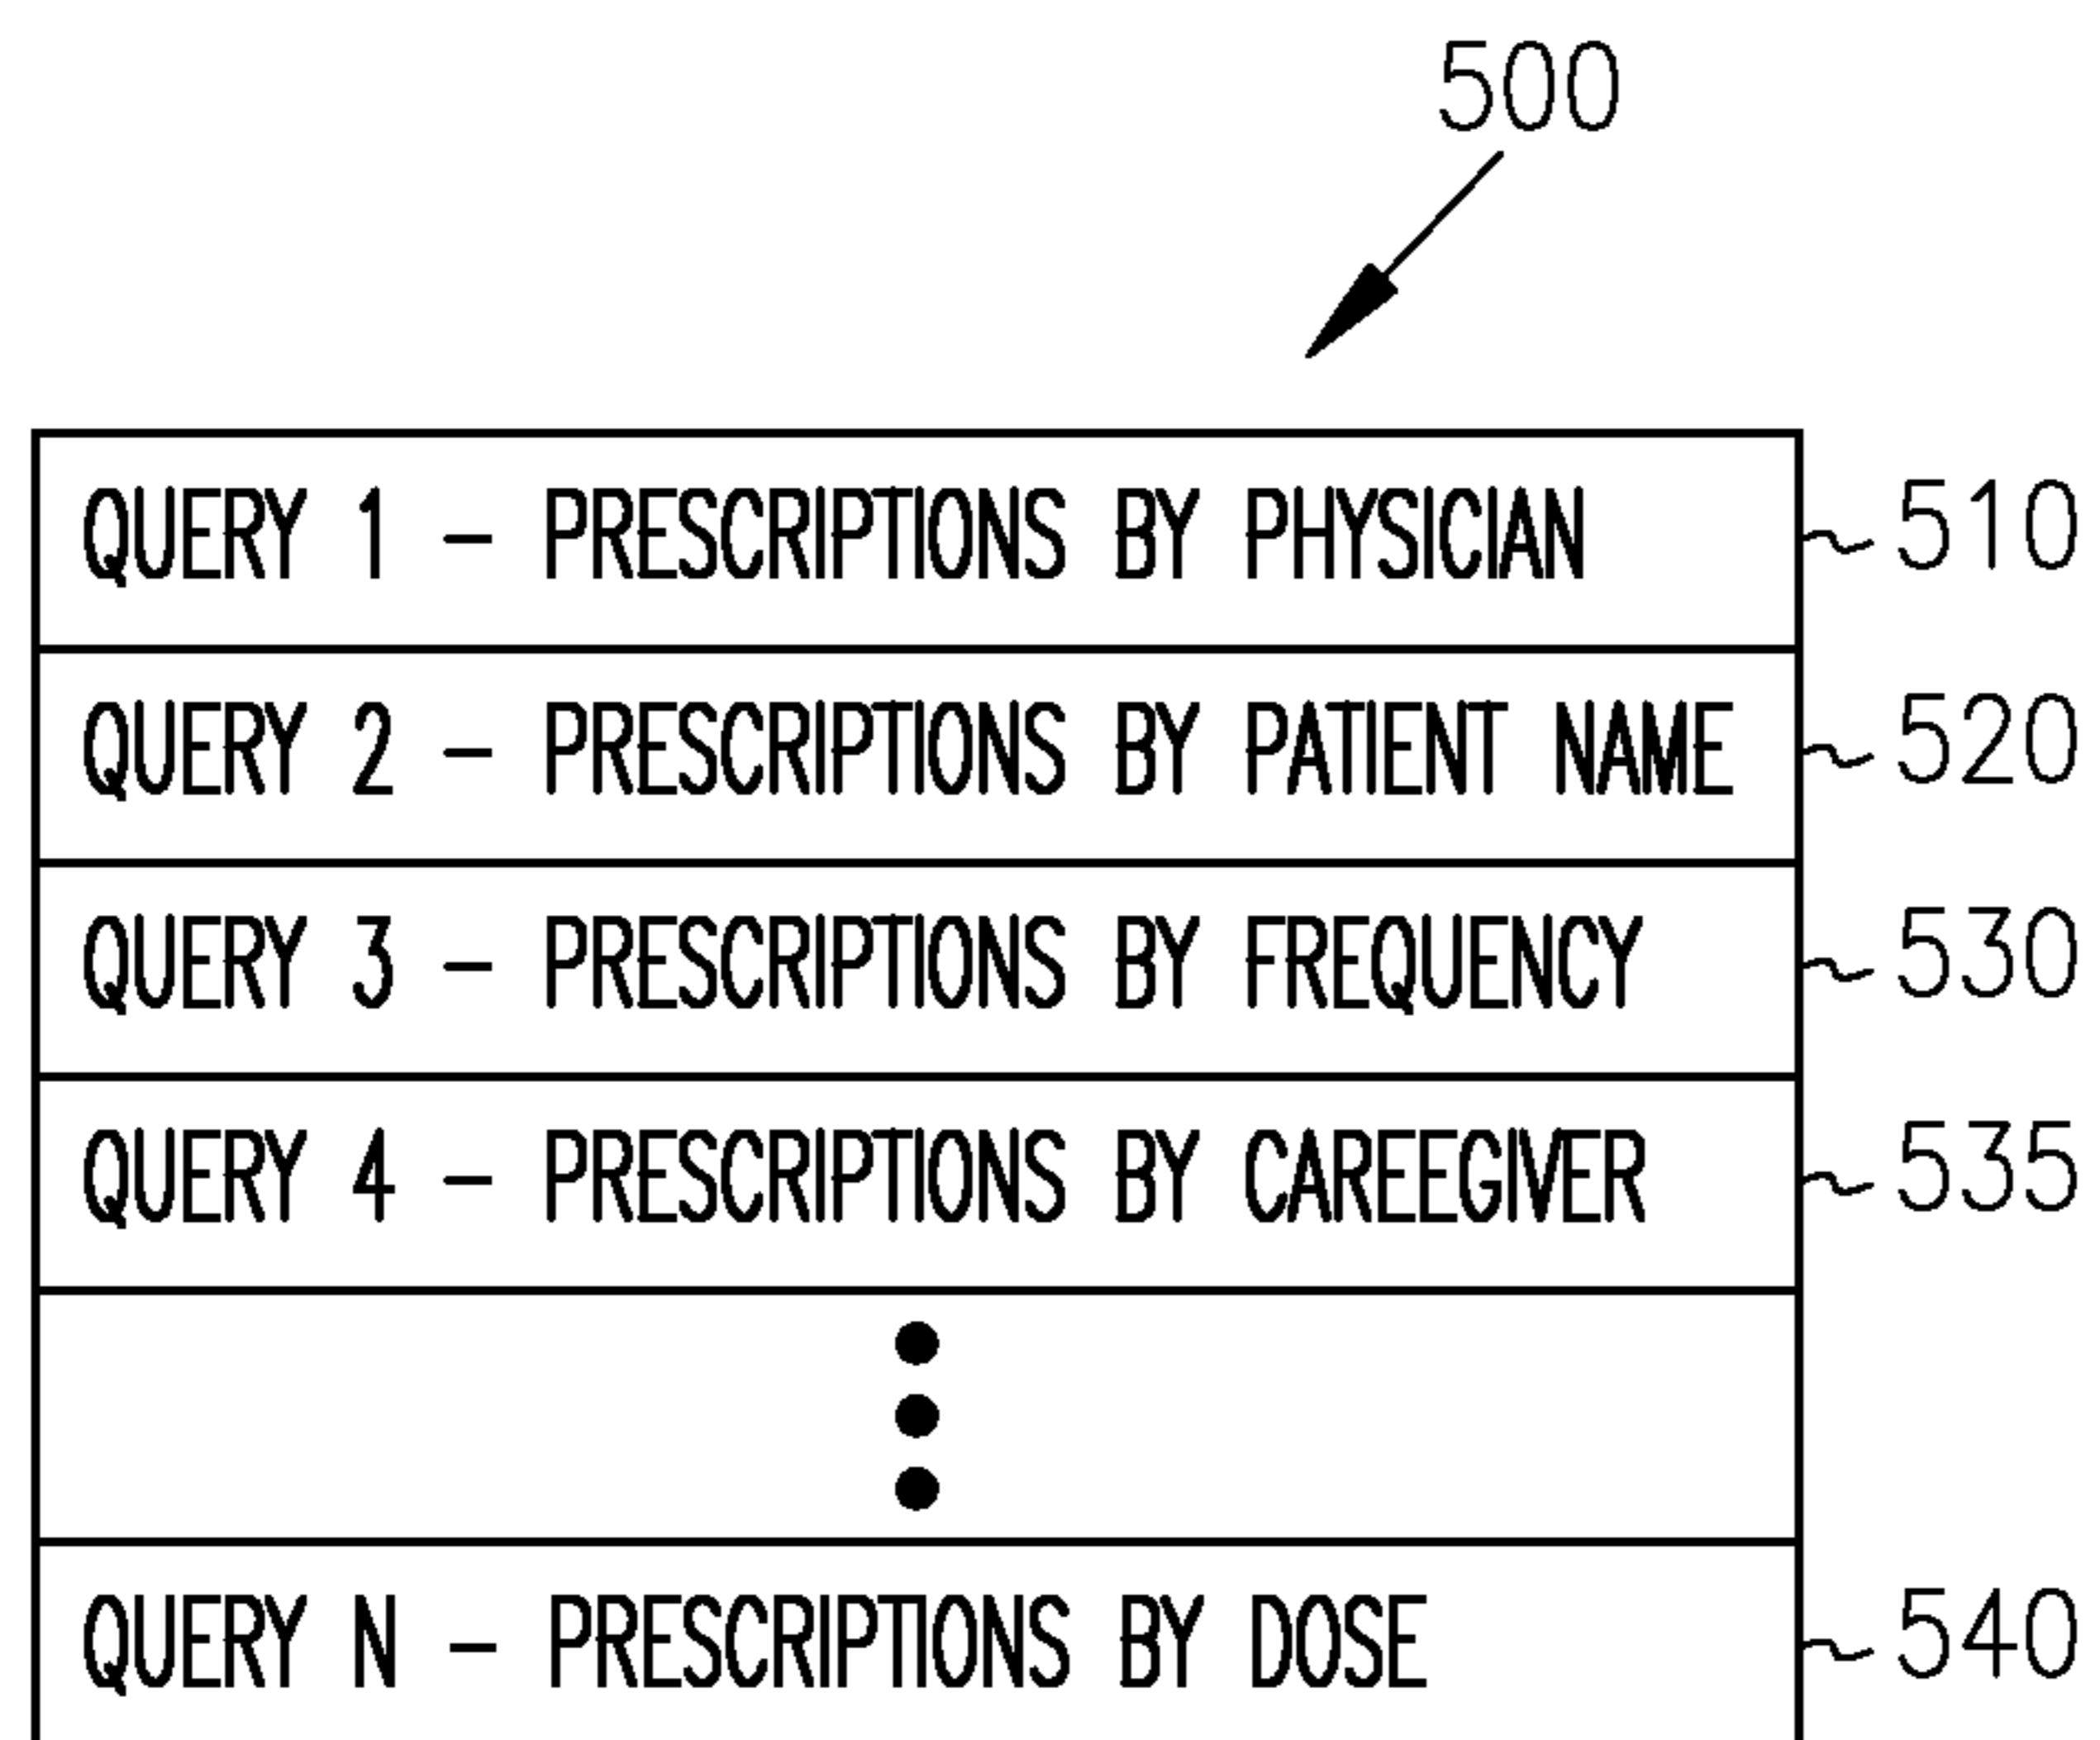 500
QUERY 1 – PRESCRIPTIONS BY PHYSICIAN 510
QUERY 2 – PRESCRIPTIONS BY PATIENT NAME 520
QUERY 3 – PRESCRIPTIONS BY FREQUENCY 530
QUERY 4 – PRESCRIPTIONS BY CAREEGIVER 535
QUERY N – PRESCRIPTIONS BY DOSE 540